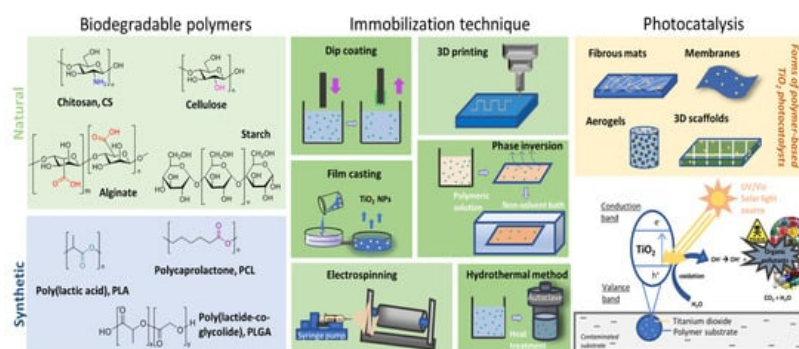 Biodegradable polymers
Natural
Chitosan, CS
Cellulose
Alginate
Starch
Synthetic
Poly(lactic acid), PLA
Polycaprolactone, PCL
Poly(lactide-co-
glycolide), PLGA
Immobilization technique
Dip coating
3D printing
Film casting
TiO₂ NPs
Phase inversion
Polymeric
solution
Non-solvent bath
Electrospinning
Syringe pump
Hydrothermal method
Autoclave
Heat
treatment
Photocatalysis
Fibrous mats
Membranes
Aerogels
3D scaffolds
Forms of polymer-based
TiO₂ photocatalysts
UV/Vis
Solar light
source
Conduction
band
e⁻
TiO₂
h⁺
Valance
band
oxidation
H₂O
Organic
CO₂ + H₂O
Titanium dioxide
Polymer substrate
Contaminated
substrate